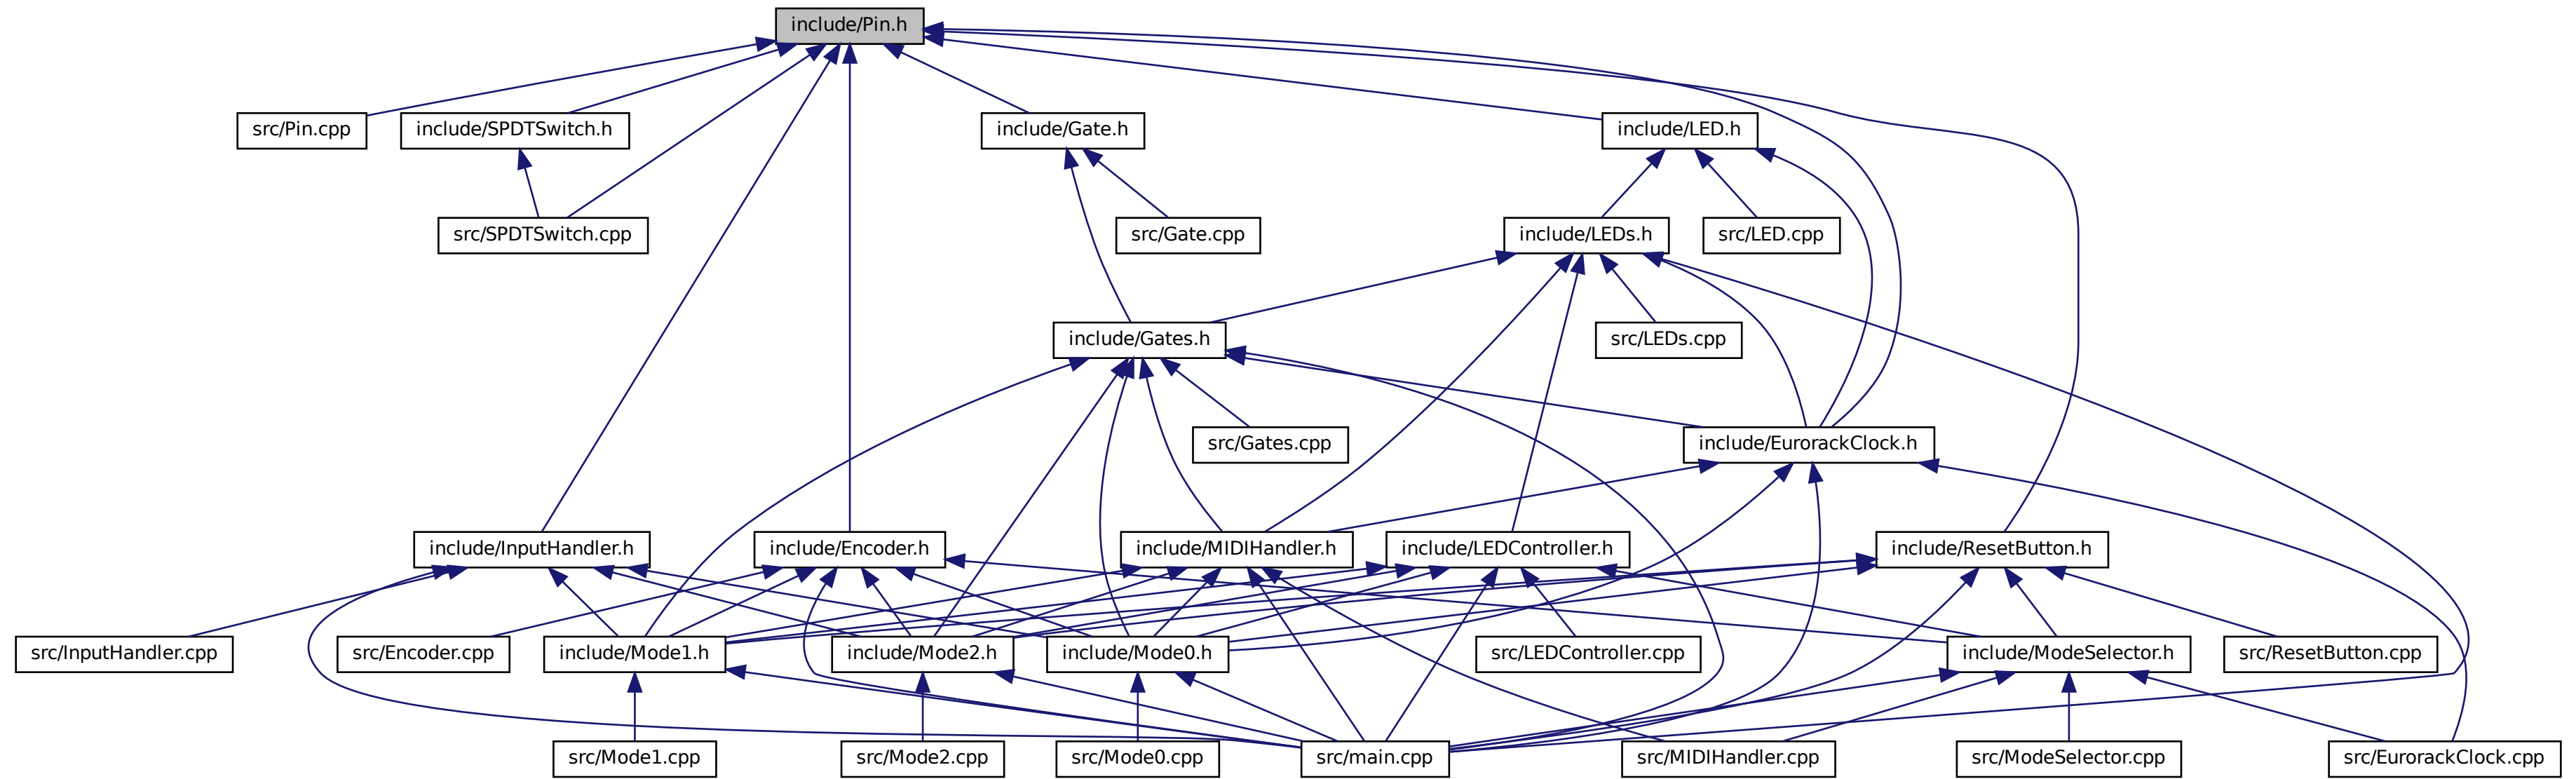 include/Pin.h
src/Pin.cpp
include/SPDTSwitch.h
include/Gate.h
include/LED.h
src/SPDTSwitch.cpp
src/Gate.cpp
include/LEDs.h
src/LED.cpp
include/Gates.h
src/LEDs.cpp
src/Gates.cpp
include/EurorackClock.h
include/InputHandler.h
include/Encoder.h
include/MIDIHandler.h
include/LEDController.h
include/ResetButton.h
src/InputHandler.cpp
src/Encoder.cpp
include/Mode1.h
include/Mode2.h
include/Mode0.h
src/LEDController.cpp
include/ModeSelector.h
src/ResetButton.cpp
src/Mode1.cpp
src/Mode2.cpp
src/Mode0.cpp
src/main.cpp
src/MIDIHandler.cpp
src/ModeSelector.cpp
src/EurorackClock.cpp